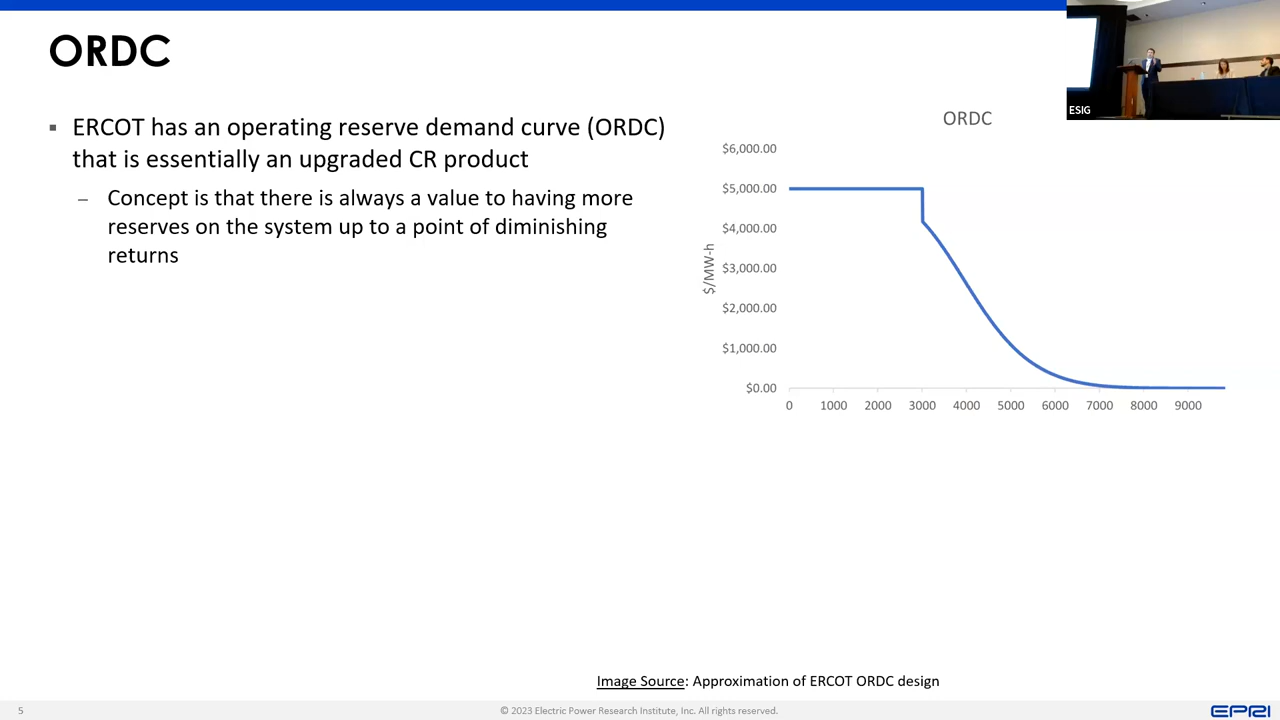 ORDC
▪ ERCOT has an operating reserve demand curve (ORDC)
that is essentially an upgraded CR product
– Concept is that there is always a value to having more
reserves on the system up to a point of diminishing
returns
ESIG
ORDC
$/MW-h
$6,000.00
$5,000.00
$4,000.00
$3,000.00
$2,000.00
$1,000.00
$0.00
0 1000 2000 3000 4000 5000 6000 7000 8000 9000
Image Source: Approximation of ERCOT ORDC design
5
© 2023 Electric Power Research Institute, Inc. All rights reserved.
EPRI